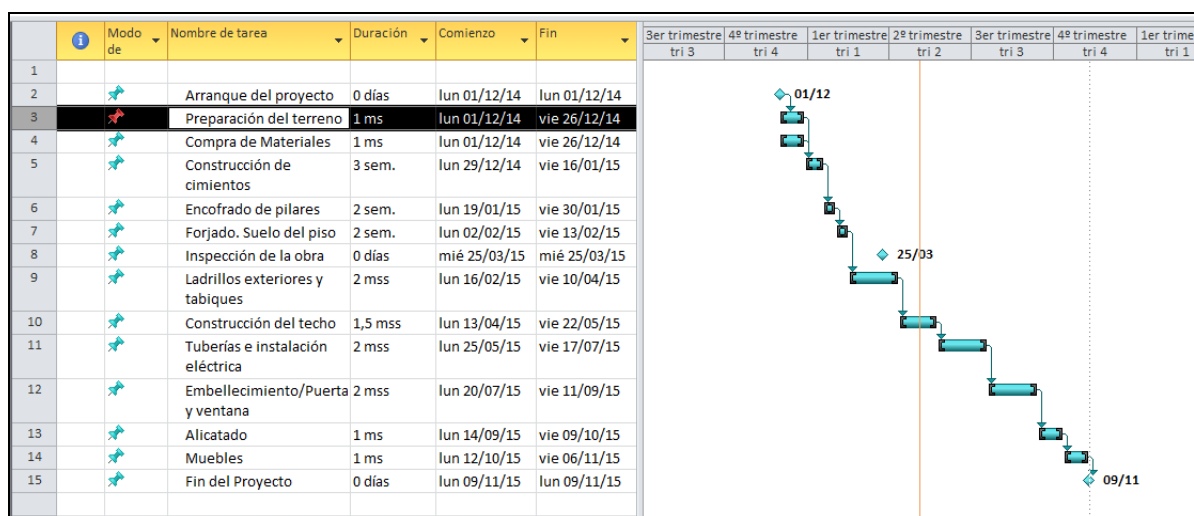 Modo de Nombre de tarea Duración Comienzo Fin
3er trimestre 4º trimestre 1er trimestre 2º trimestre 3er trimestre 4º trimestre 1er trime
tri 3 tri 4 tri 1 tri 2 tri 3 tri 4 tri 1
1
2 Arranque del proyecto 0 días lun 01/12/14 lun 01/12/14 01/12
3 Preparación del terreno 1 ms lun 01/12/14 vie 26/12/14
4 Compra de Materiales 1 ms lun 01/12/14 vie 26/12/14
5 Construcción de cimientos 3 sem. lun 29/12/14 vie 16/01/15
6 Encofrado de pilares 2 sem. lun 19/01/15 vie 30/01/15
7 Forjado. Suelo del piso 2 sem. lun 02/02/15 vie 13/02/15
8 Inspección de la obra 0 días mié 25/03/15 mié 25/03/15 25/03
9 Ladrillos exteriores y tabiques 2 mss lun 16/02/15 vie 10/04/15
10 Construcción del techo 1,5 mss lun 13/04/15 vie 22/05/15
11 Tuberías e instalación eléctrica 2 mss lun 25/05/15 vie 17/07/15
12 Embellecimiento/Puerta y ventana 2 mss lun 20/07/15 vie 11/09/15
13 Alicatado 1 ms lun 14/09/15 vie 09/10/15
14 Muebles 1 ms lun 12/10/15 vie 06/11/15
15 Fin del Proyecto 0 días lun 09/11/15 lun 09/11/15 09/11